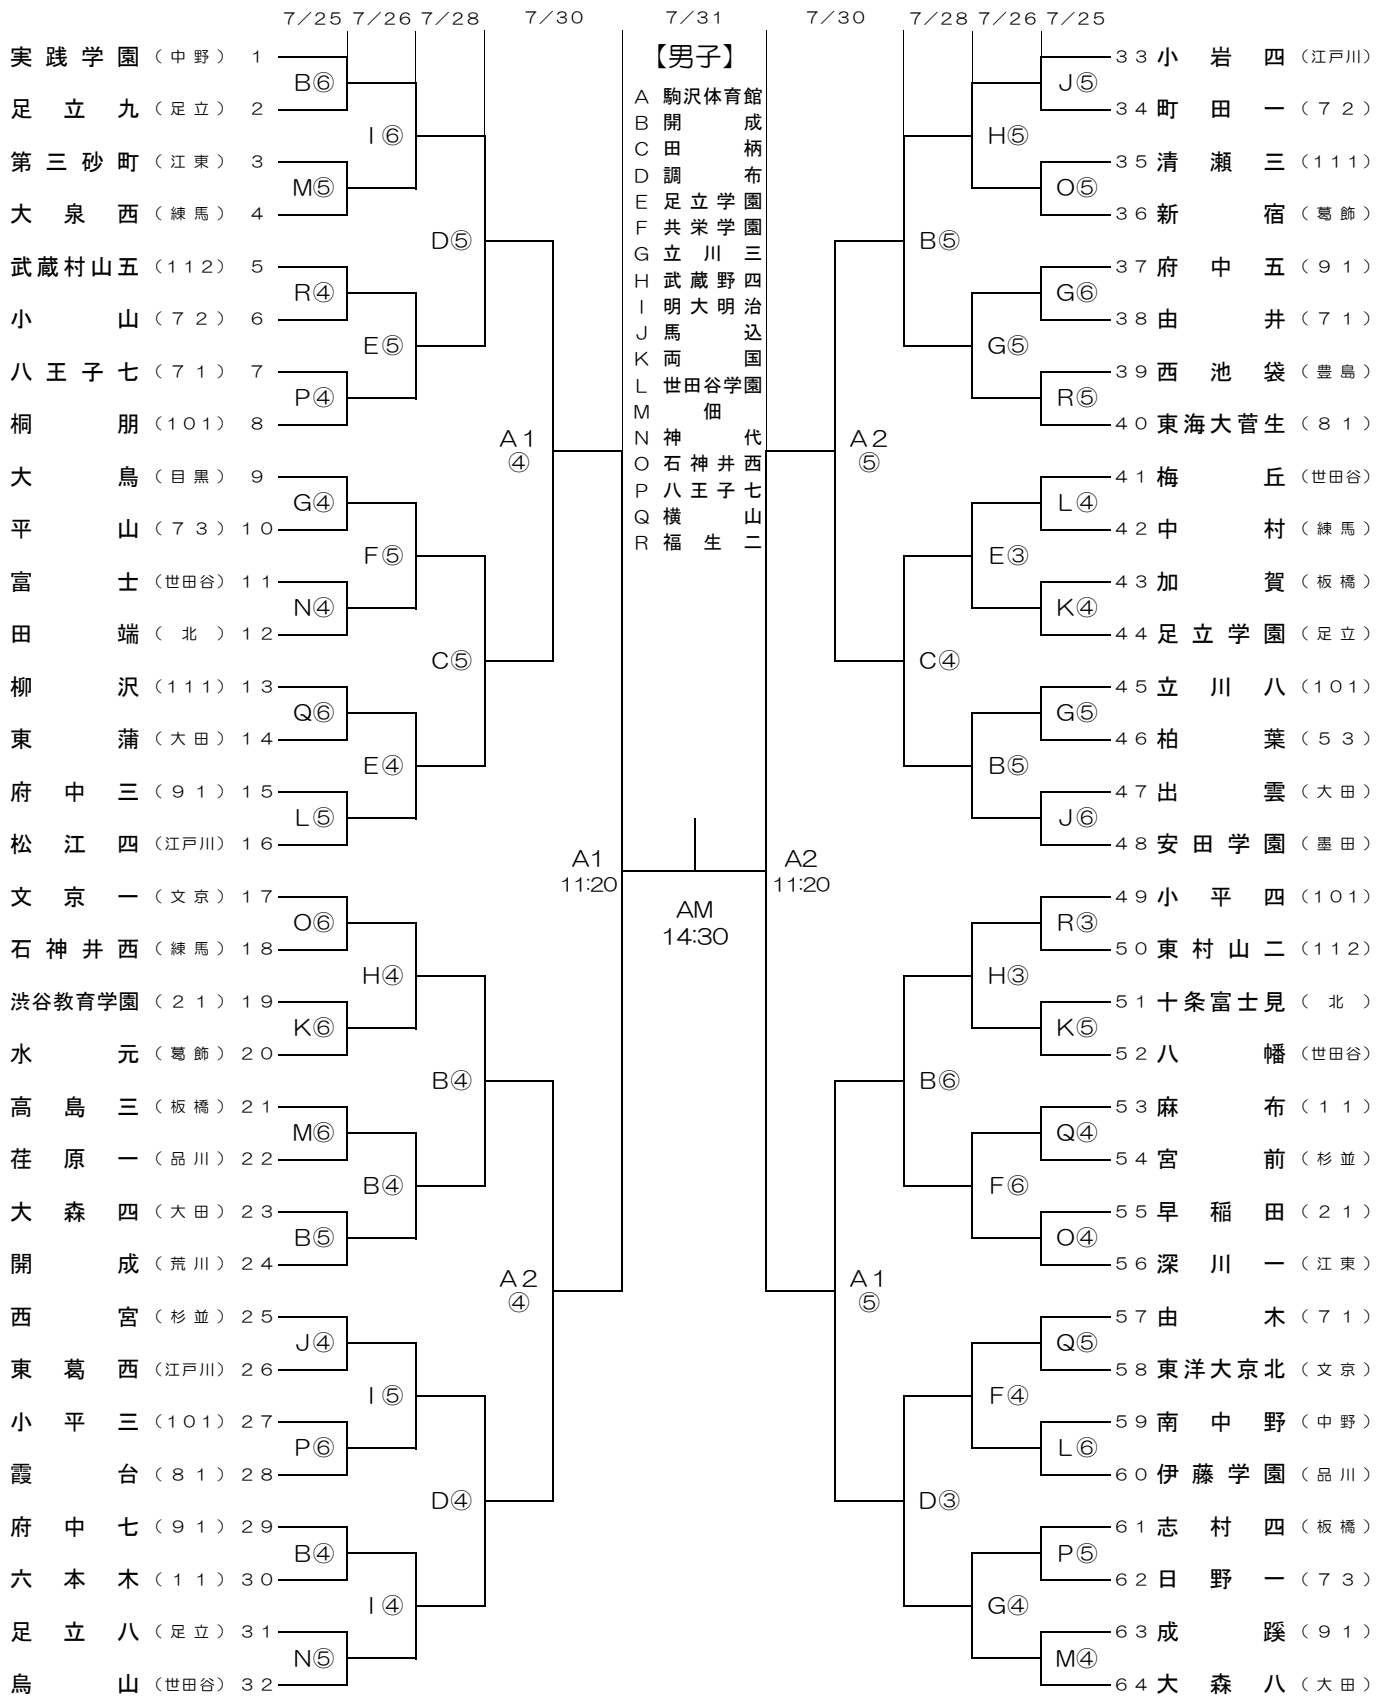 7/25 7/26 7/28 7/30 7/31 7/30 7/28 7/26 7/25
【男子】
A 駒沢体育館
B 開成
C 田柄
D 調布
E 足立学園
F 共栄学園
G 立川三
H 武蔵野四
I 明大明治
J 馬込
K 両国
L 世田谷学園
M 佃
N 神代
O 石神井西
P 八王子七
Q 横山
R 福生二
実践学園 (中野) 1
B⑥
足立九 (足立) 2
I⑥
第三砂町 (江東) 3
M⑤
大泉西 (練馬) 4
D⑤
武蔵村山五 (112) 5
R④
小山 (72) 6
E⑤
八王子七 (71) 7
P④
桐朋 (101) 8
A1
④
大鳥 (目黒) 9
G④
平山 (73) 10
F⑤
富士 (世田谷) 11
N④
田端 (北) 12
C⑤
柳沢 (111) 13
Q⑥
東蒲 (大田) 14
E④
府中三 (91) 15
L⑤
松江四 (江戸川) 16
A1
11:20
文京一 (文京) 17
O⑥
石神井西 (練馬) 18
H④
渋谷教育学園 (21) 19
K⑥
水元 (葛飾) 20
B④
高島三 (板橋) 21
M⑥
荏原一 (品川) 22
B④
大森四 (大田) 23
B⑤
開成 (荒川) 24
A2
④
西宮 (杉並) 25
J④
東葛西 (江戸川) 26
I⑤
小平三 (101) 27
P⑥
霞台 (81) 28
D④
府中七 (91) 29
B④
六本木 (11) 30
I④
足立八 (足立) 31
N⑤
烏山 (世田谷) 32
AM
14:30
33 小岩四 (江戸川)
J⑤
34 町田一 (72)
H⑤
35 清瀬三 (111)
O⑤
36 新宿 (葛飾)
B⑤
37 府中五 (91)
G⑥
38 由井 (71)
G⑤
39 西池袋 (豊島)
R⑤
40 東海大菅生 (81)
A2
⑤
41 梅丘 (世田谷)
L④
42 中村 (練馬)
E③
43 加賀 (板橋)
K④
44 足立学園 (足立)
C④
45 立川八 (101)
G⑤
46 柏葉 (53)
B⑤
47 出雲 (大田)
J⑥
48 安田学園 (墨田)
A2
11:20
49 小平四 (101)
R③
50 東村山二 (112)
H③
51 十条富士見 (北)
K⑤
52 八幡 (世田谷)
B⑥
53 麻布 (11)
Q④
54 宮前 (杉並)
F⑥
55 早稲田 (21)
O④
56 深川一 (江東)
A1
⑤
57 由木 (71)
Q⑤
58 東洋大京北 (文京)
F④
59 南中野 (中野)
L⑥
60 伊藤学園 (品川)
D③
61 志村四 (板橋)
P⑤
62 日野一 (73)
G④
63 成蹊 (91)
M④
64 大森八 (大田)